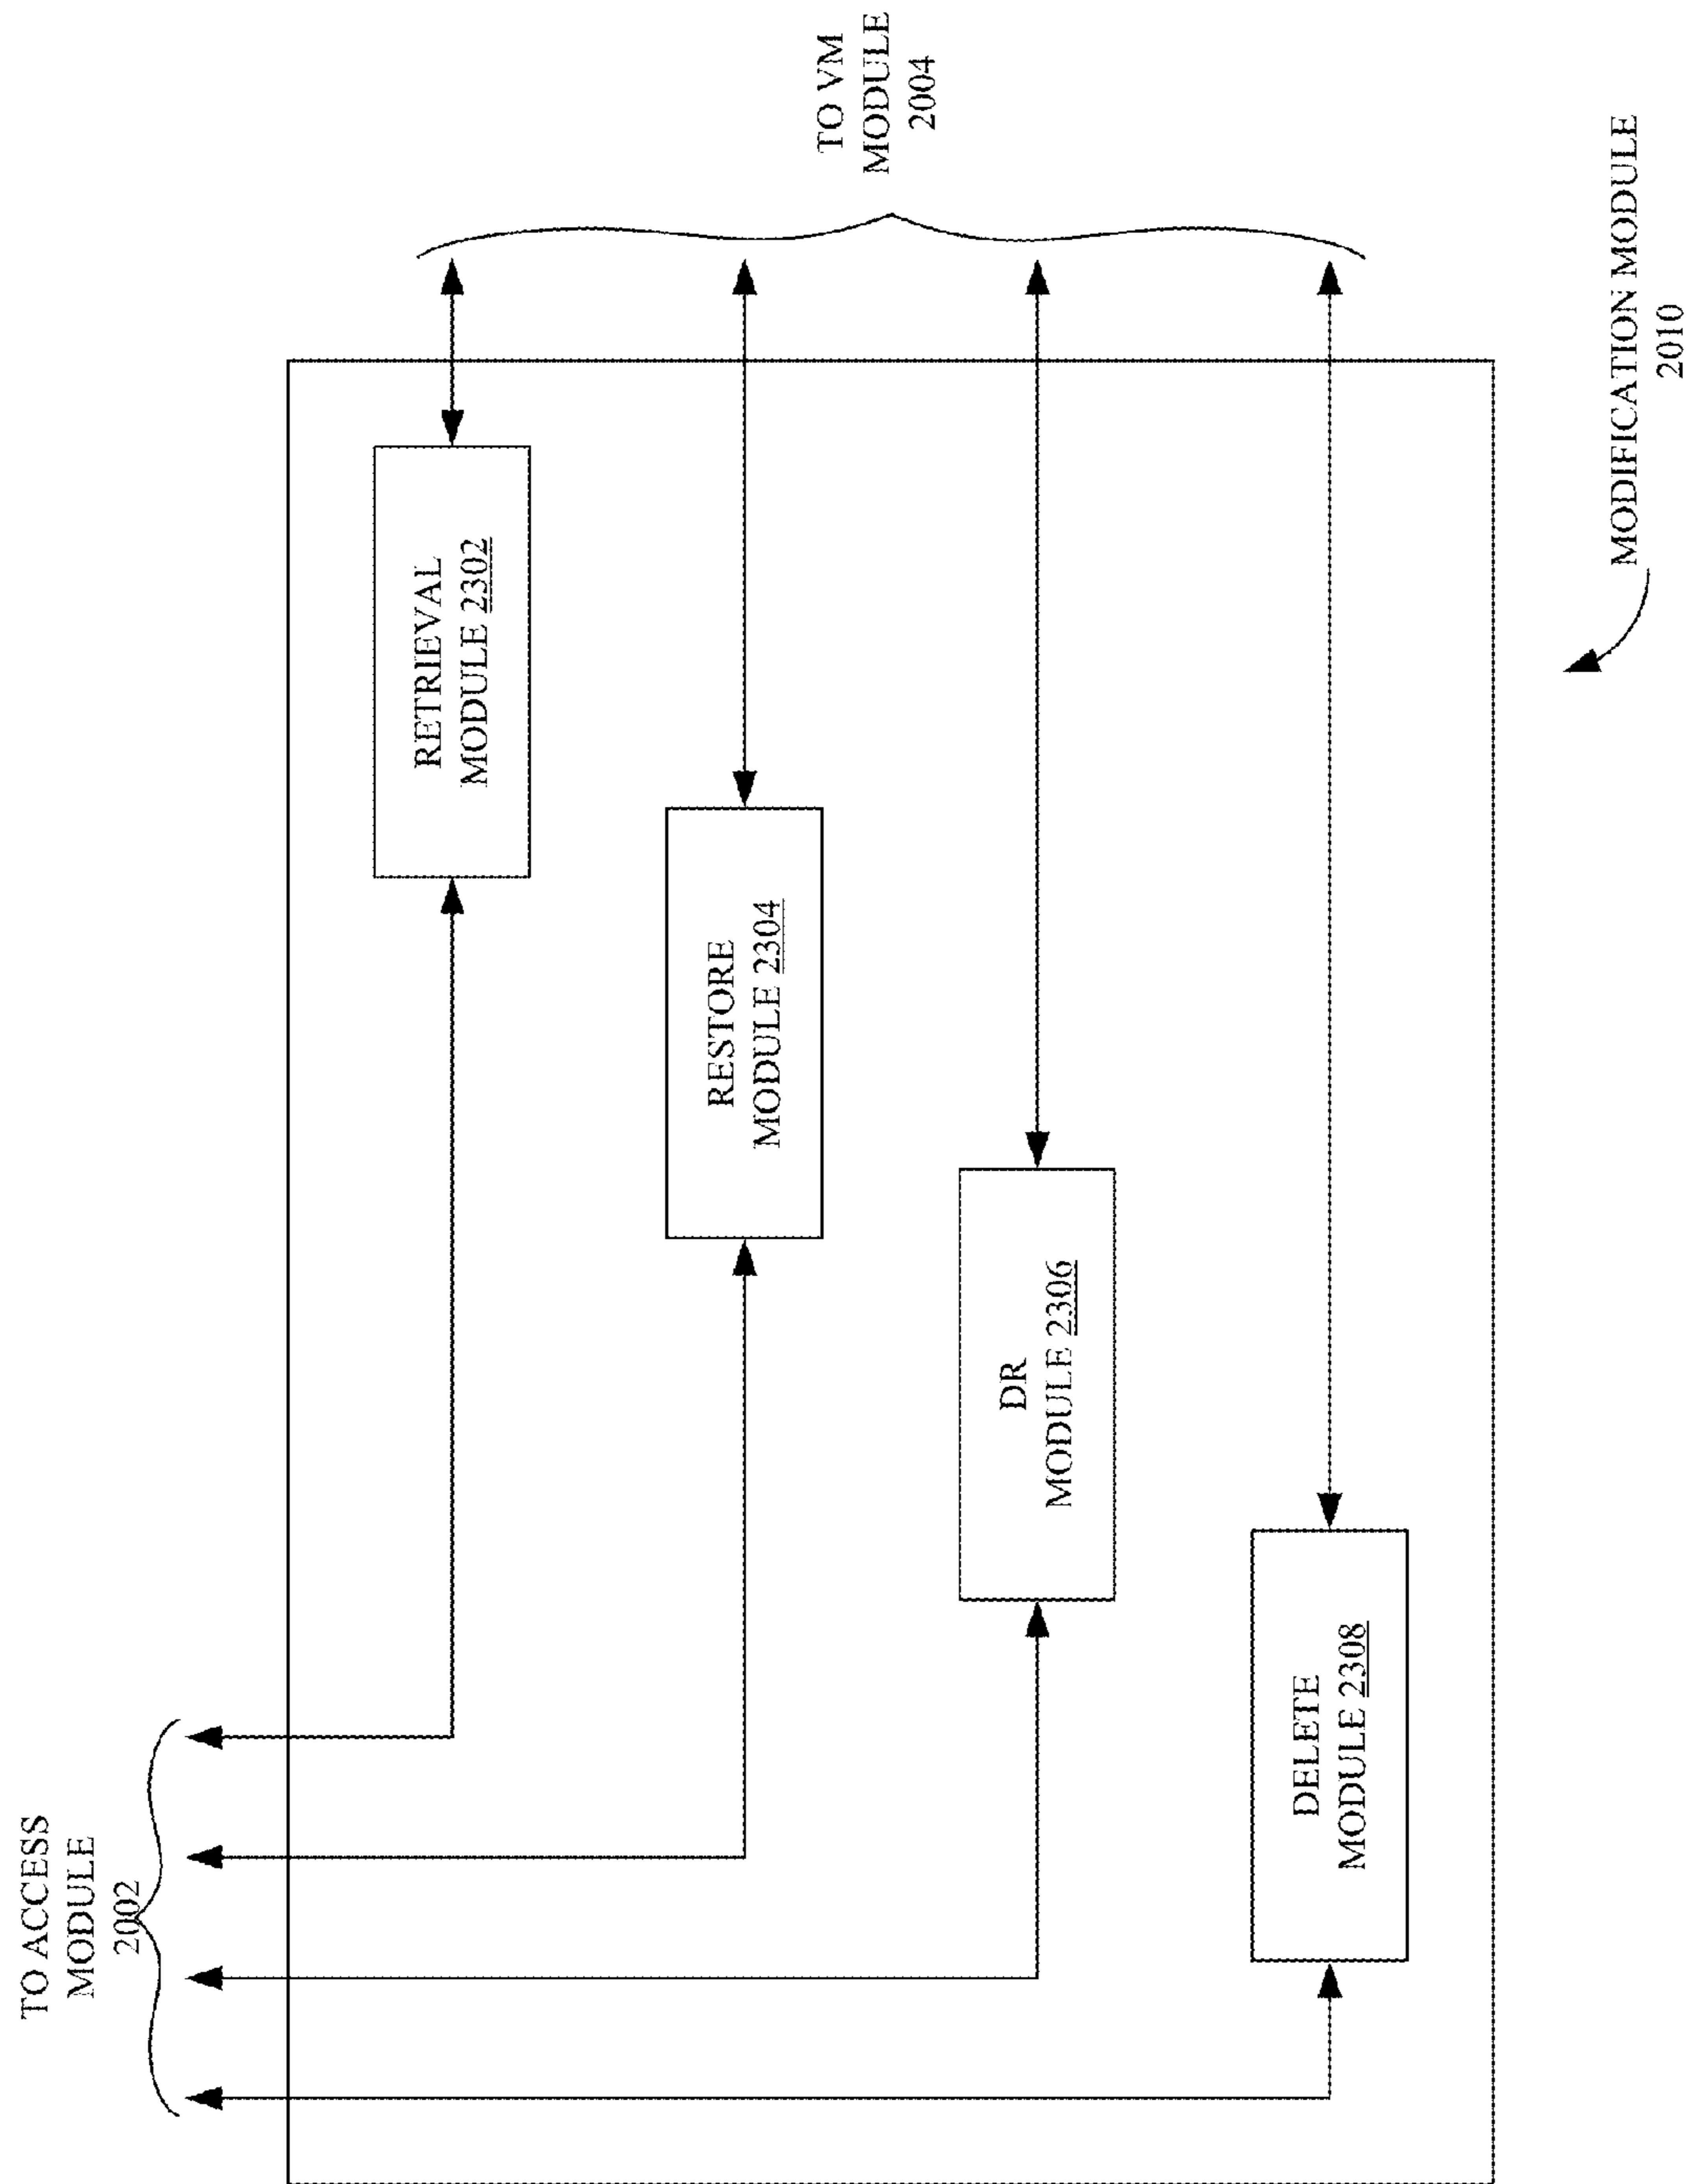 TO ACCESS
MODULE
2002
RETRIEVAL
MODULE 2302
RESTORE
MODULE 2304
DR
MODULE 2306
DELETE
MODULE 2308
TO VM
MODULE
2004
MODIFICATION MODULE
2010